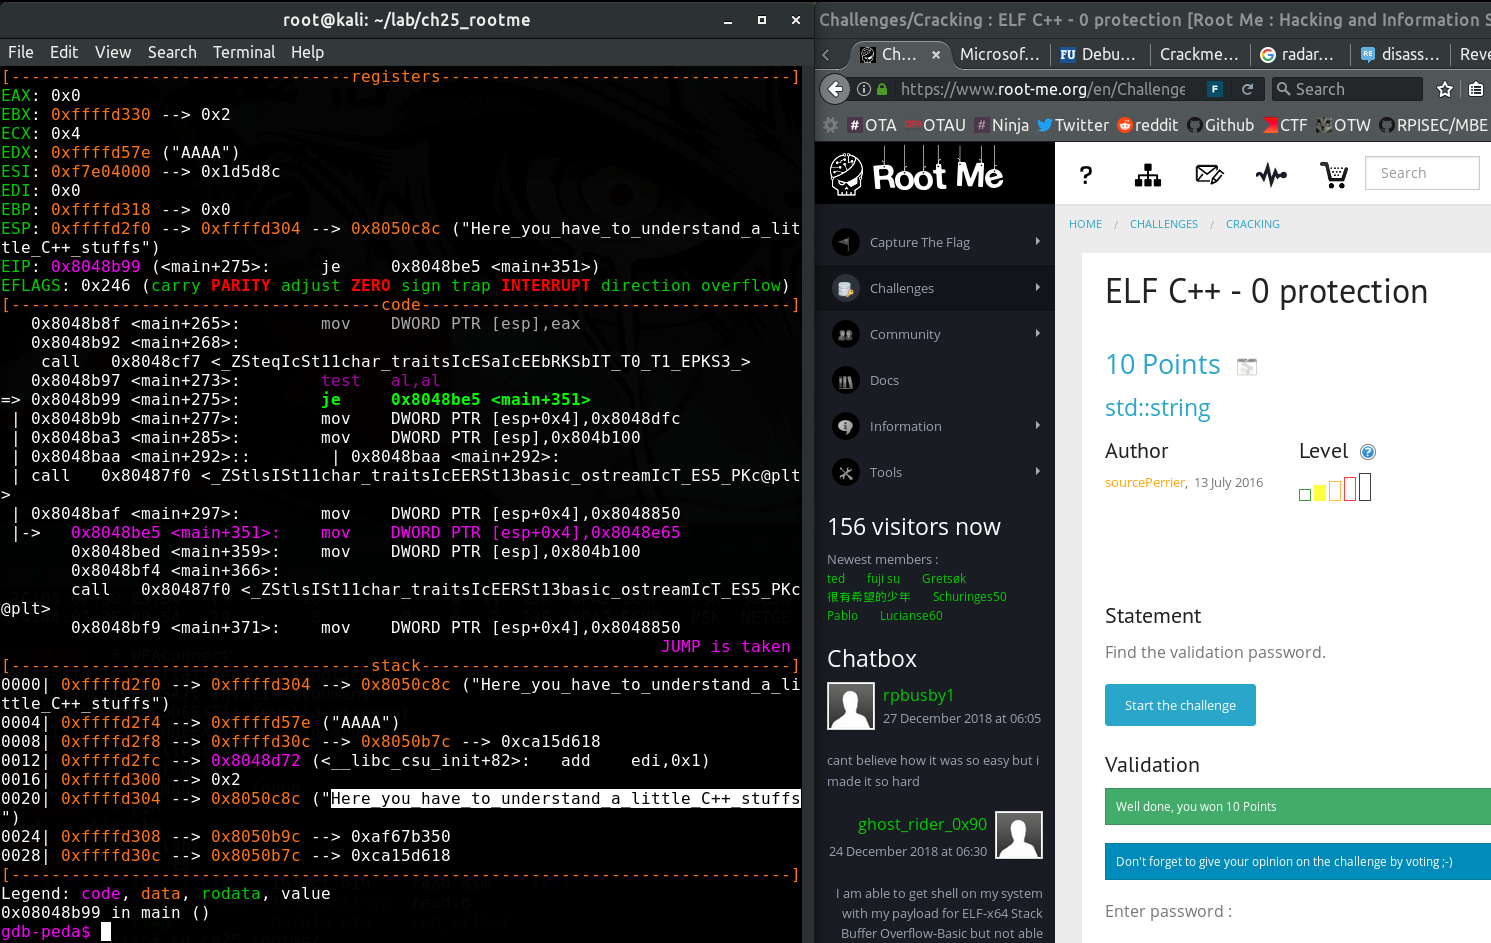 root@kali: ~/lab/ch25_rootme
File Edit View Search Terminal Help
[----------------------------------registers-----------------------------------]
EAX: 0x0
EBX: 0xffffd330 --> 0x2
ECX: 0x4
EDX: 0xffffd57e ("AAAA")
ESI: 0xf7e04000 --> 0x1d5d8c
EDI: 0x0
EBP: 0xffffd318 --> 0x0
ESP: 0xffffd2f0 --> 0xffffd304 --> 0x8050c8c ("Here_you_have_to_understand_a_lit
tle_C++_stuffs")
EIP: 0x8048b99 (<main+275>:	je     0x8048be5 <main+351>)
EFLAGS: 0x246 (carry PARITY adjust ZERO sign trap INTERRUPT direction overflow)
[-------------------------------------code-------------------------------------]
0x8048b8f <main+265>:	mov    DWORD PTR [esp],eax
0x8048b92 <main+268>:
call   0x8048cf7 <_ZSteqIcSt11char_traitsIcESaIcEEbRKSbIT_T0_T1_EPKS3_>
0x8048b97 <main+273>:	test   al,al
=> 0x8048b99 <main+275>:	je     0x8048be5 <main+351>
| 0x8048b9b <main+277>:	mov    DWORD PTR [esp+0x4],0x8048dfc
| 0x8048ba3 <main+285>:	mov    DWORD PTR [esp],0x804b100
| 0x8048baa <main+292>::	| 0x8048baa <main+292>:
| call   0x80487f0 <_ZStlsISt11char_traitsIcEERSt13basic_ostreamIcT_ES5_PKc@plt
>
| 0x8048baf <main+297>:	mov    DWORD PTR [esp+0x4],0x8048850
|->   0x8048be5 <main+351>:	mov    DWORD PTR [esp+0x4],0x8048e65
0x8048bed <main+359>:	mov    DWORD PTR [esp],0x804b100
0x8048bf4 <main+366>:
call   0x80487f0 <_ZStlsISt11char_traitsIcEERSt13basic_ostreamIcT_ES5_PKc
@plt>
0x8048bf9 <main+371>:	mov    DWORD PTR [esp+0x4],0x8048850
JUMP is taken
[------------------------------------stack-------------------------------------]
0000| 0xffffd2f0 --> 0xffffd304 --> 0x8050c8c ("Here_you_have_to_understand_a_li
ttle_C++_stuffs")
0004| 0xffffd2f4 --> 0xffffd57e ("AAAA")
0008| 0xffffd2f8 --> 0xffffd30c --> 0x8050b7c --> 0xca15d618
0012| 0xffffd2fc --> 0x8048d72 (<__libc_csu_init+82>:	add    edi,0x1)
0016| 0xffffd300 --> 0x2
0020| 0xffffd304 --> 0x8050c8c ("Here_you_have_to_understand_a_little_C++_stuffs
")
0024| 0xffffd308 --> 0x8050b9c --> 0xaf67b350
0028| 0xffffd30c --> 0x8050b7c --> 0xca15d618
[------------------------------------------------------------------------------]
Legend: code, data, rodata, value
0x08048b99 in main ()
gdb-peda$
Challenges/Cracking : ELF C++ - 0 protection [Root Me : Hacking and Information S
Ch... Microsof... Debu... Crackme... radar... disass... Reve
https://www.root-me.org/en/Challenge Search
OTA OTAU Ninja Twitter reddit Github CTF OTW RPISEC/MBE
Root Me
Search
HOME / CHALLENGES / CRACKING
Capture The Flag
Challenges
Community
Docs
Information
Tools
156 visitors now
Newest members :
ted fuji su Gretsøk
很有希望的少年 Schuringes50
Pablo Lucianse60
Chatbox
rpbusby1
27 December 2018 at 06:05
cant believe how it was so easy but i
made it so hard
ghost_rider_0x90
24 December 2018 at 06:30
I am able to get shell on my system
with my payload for ELF-x64 Stack
Buffer Overflow-Basic but not able
ELF C++ - 0 protection
10 Points
std::string
Author Level
sourcePerrier, 13 July 2016
Statement
Find the validation password.
Start the challenge
Validation
Well done, you won 10 Points
Don't forget to give your opinion on the challenge by voting ;-)
Enter password :